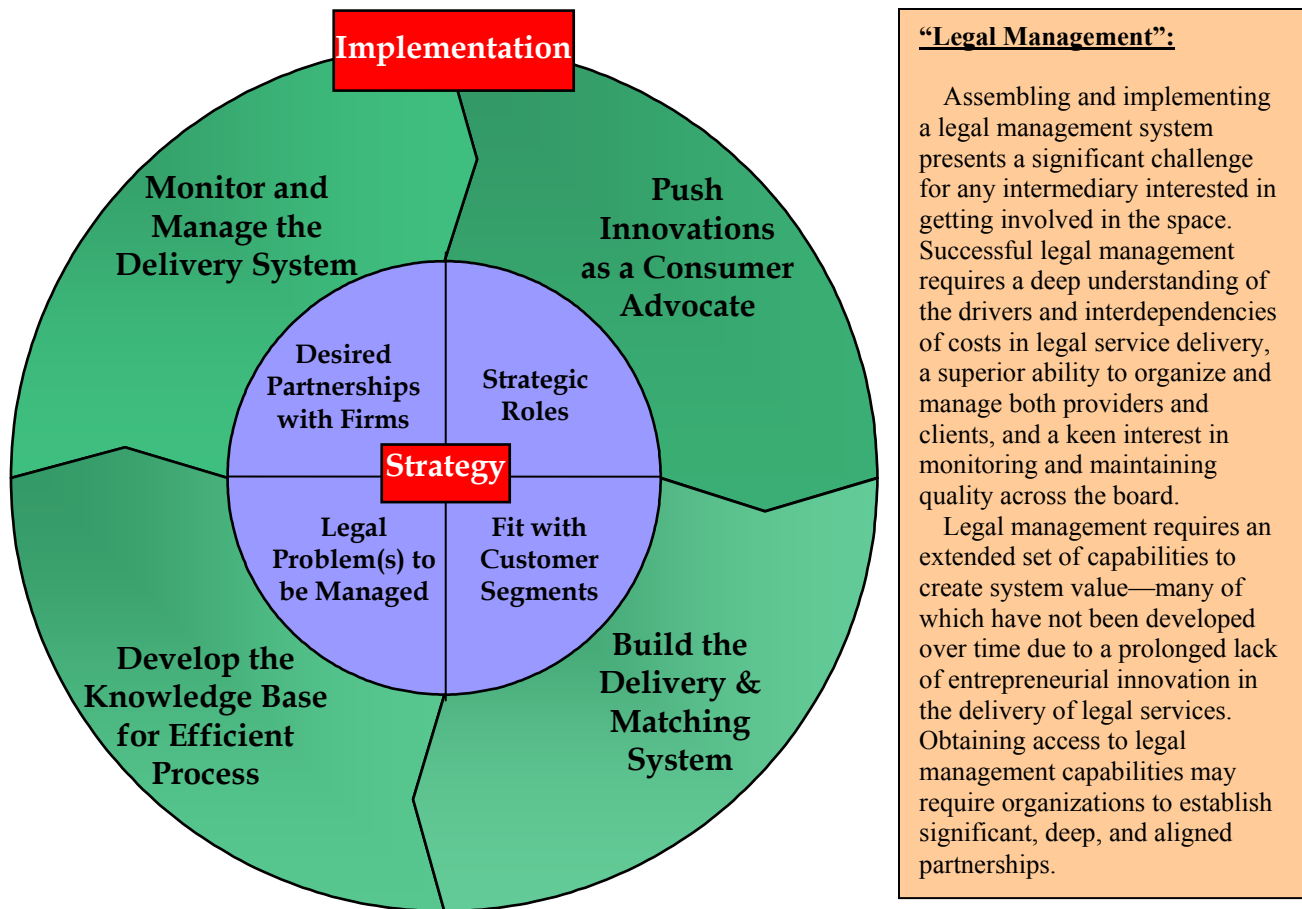 Implementation
Monitor and
Manage the
Delivery System
Push
Innovations
as a Consumer
Advocate
Desired
Partnerships
with Firms
Strategic
Roles
Strategy
Legal
Problem(s) to
be Managed
Fit with
Customer
Segments
Develop the
Knowledge Base
for Efficient
Process
Build the
Delivery &
Matching
System
“Legal Management”:
Assembling and implementing
a legal management system
presents a significant challenge
for any intermediary interested in
getting involved in the space.
Successful legal management
requires a deep understanding of
the drivers and interdependencies
of costs in legal service delivery,
a superior ability to organize and
manage both providers and
clients, and a keen interest in
monitoring and maintaining
quality across the board.
Legal management requires an
extended set of capabilities to
create system value—many of
which have not been developed
over time due to a prolonged lack
of entrepreneurial innovation in
the delivery of legal services.
Obtaining access to legal
management capabilities may
require organizations to establish
significant, deep, and aligned
partnerships.